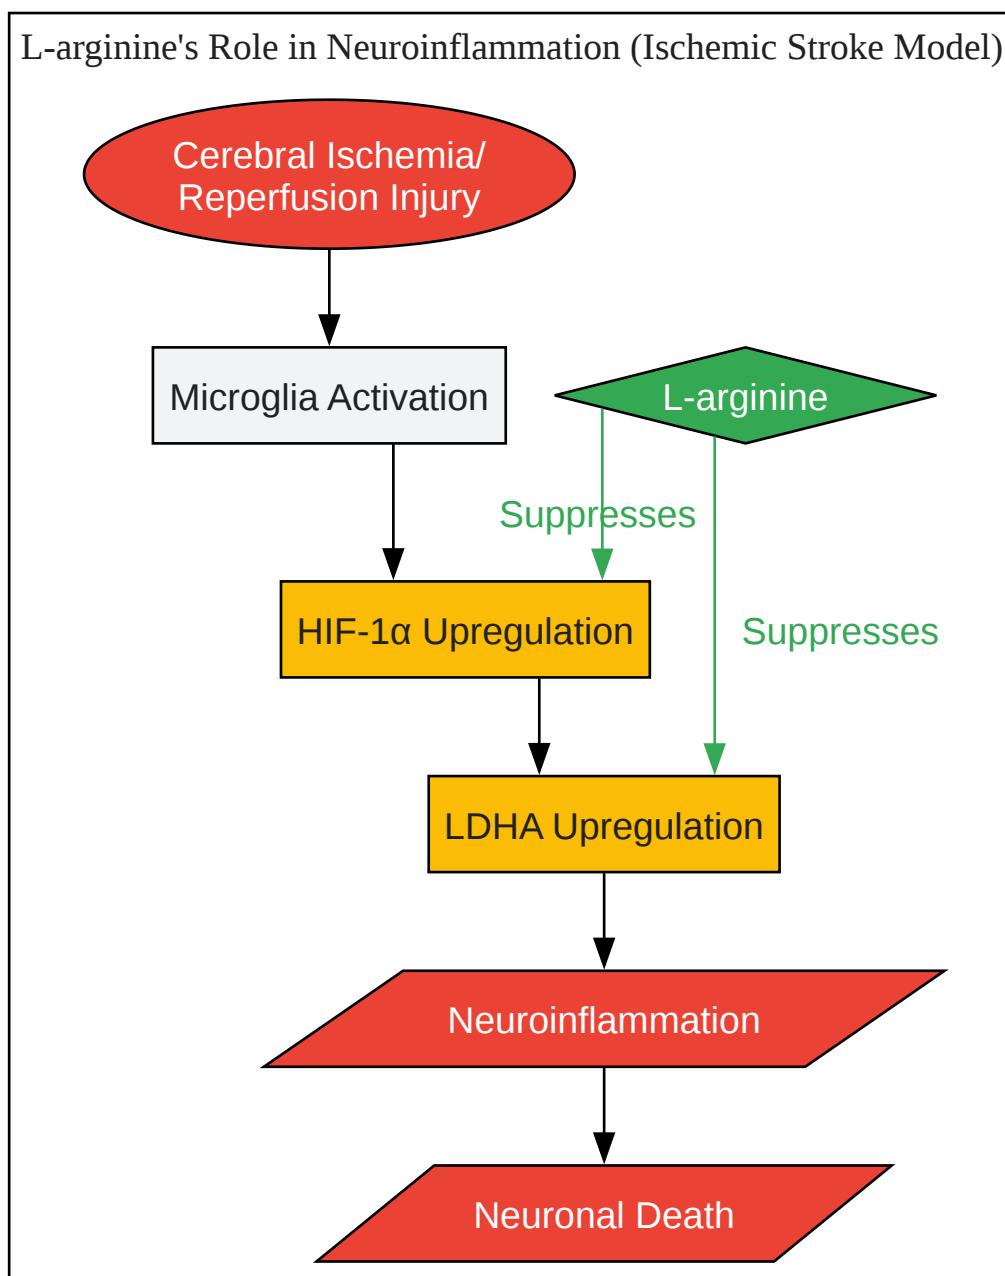 L-arginine's Role in Neuroinflammation (Ischemic Stroke Model)
Cerebral Ischemia/
Reperfusion Injury
Microglia Activation
L-arginine
Suppresses
HIF-1α Upregulation
Suppresses
LDHA Upregulation
Neuroinflammation
Neuronal Death